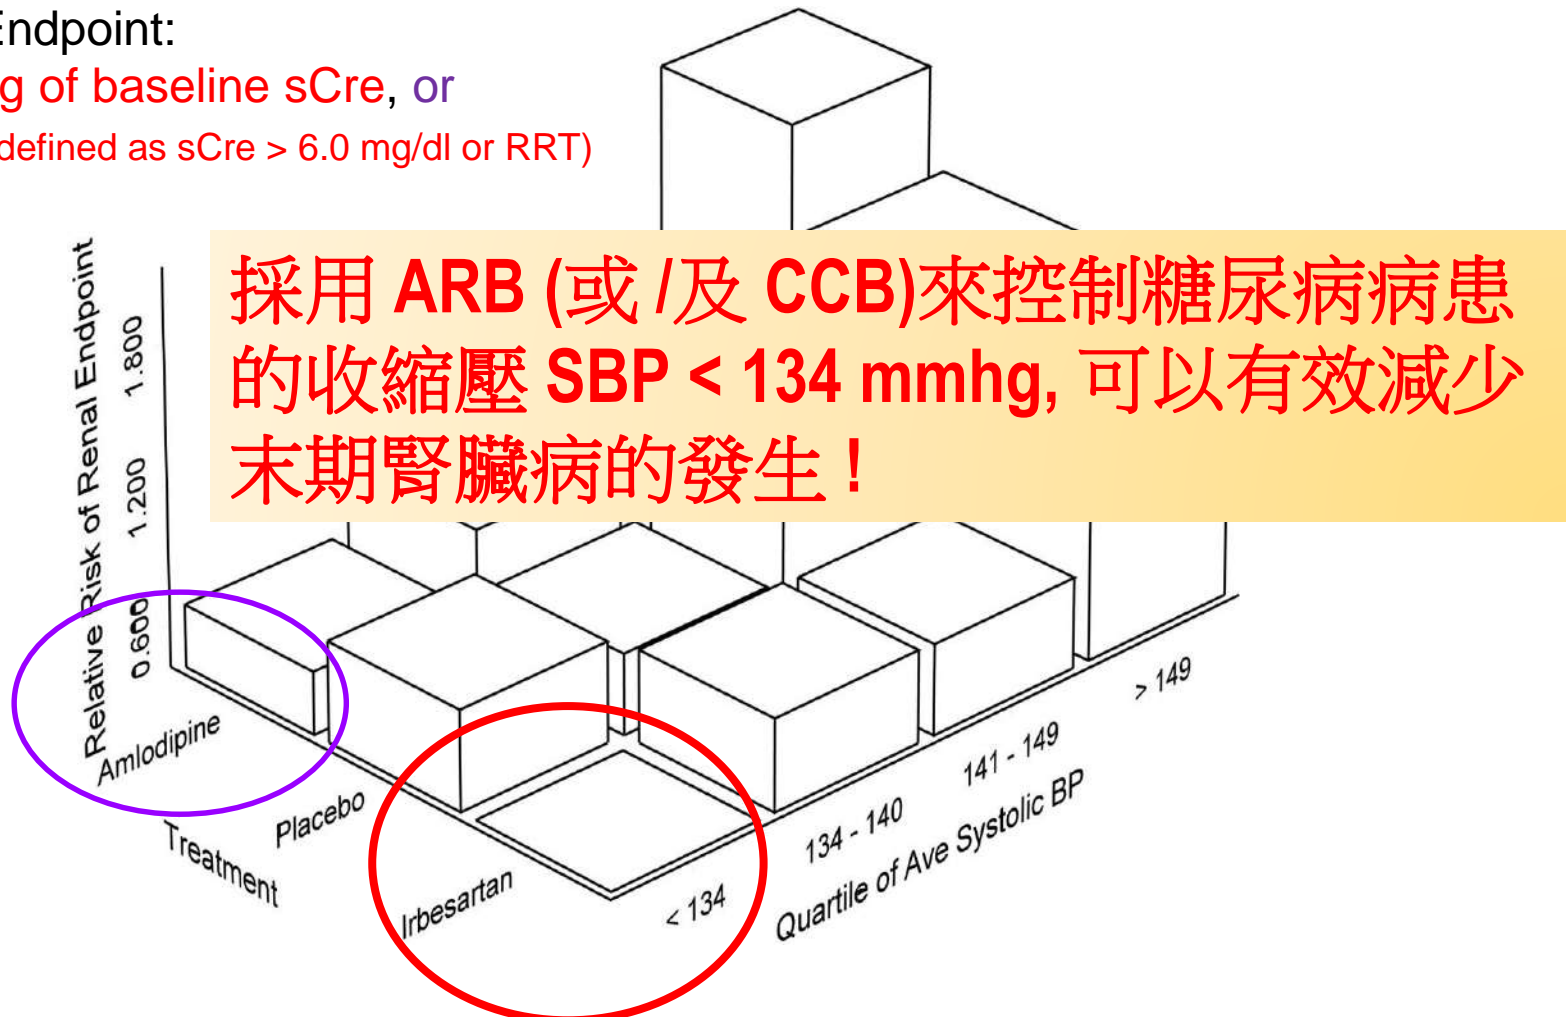 Endpoint:
g of baseline sCre, or
defined as sCre > 6.0 mg/dl or RRT)
採用 ARB (或 /及 CCB)來控制糖尿病病患
的收縮壓 SBP < 134 mmhg, 可以有效減少
末期腎臟病的發生 !
Relative Risk of Renal Endpoint
1.800
1.200
0.600
Amlodipine
Placebo
Irbesartan
Treatment
< 134
134 - 140
141 - 149
> 149
Quartile of Ave Systolic BP